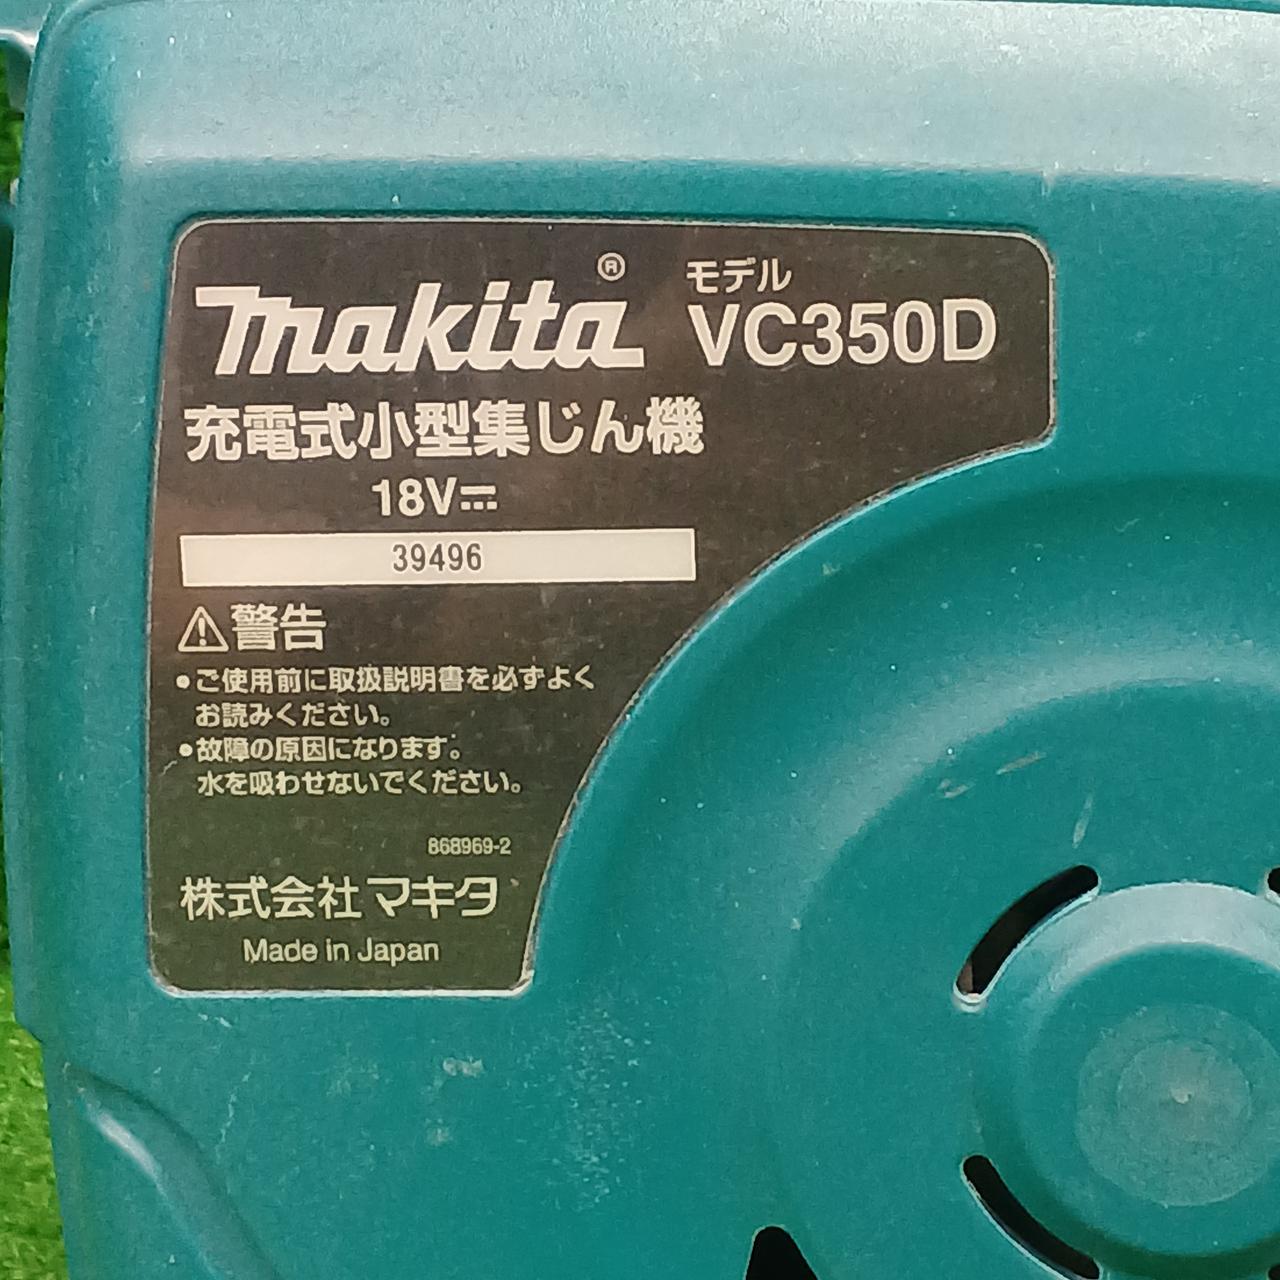 makita®
モデル
VC350D
充電式小型集じん機
18V⎓
39496
⚠警告
●ご使用前に取扱説明書を必ずよく
お読みください。
●故障の原因になります。
水を吸わせないでください。
868969-2
株式会社マキタ
Made in Japan